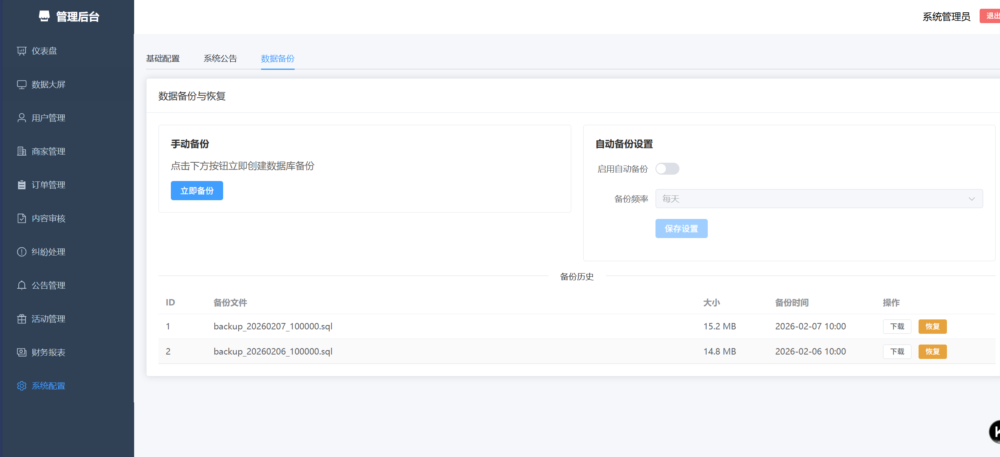 管理后台
系统管理员
退出
仪表盘
数据大屏
用户管理
商家管理
订单管理
内容审核
纠纷处理
公告管理
活动管理
财务报表
系统配置
基础配置 系统公告 数据备份
数据备份与恢复
手动备份
点击下方按钮立即创建数据库备份
立即备份
自动备份设置
启用自动备份
备份频率 每天
保存设置
备份历史
ID 备份文件 大小 备份时间 操作
1 backup_20260207_100000.sql 15.2 MB 2026-02-07 10:00 下载 恢复
2 backup_20260206_100000.sql 14.8 MB 2026-02-06 10:00 下载 恢复